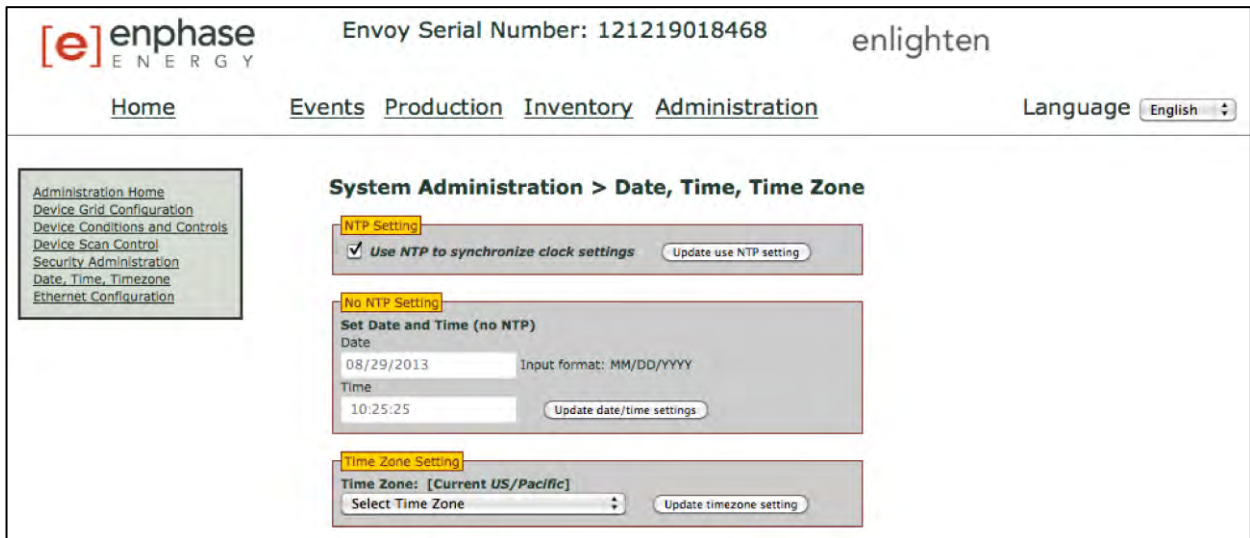 [e] enphase
ENERGY
Envoy Serial Number: 121219018468
enlighten
Home
Events Production Inventory Administration
Language English
Administration Home
Device Grid Configuration
Device Conditions and Controls
Device Scan Control
Security Administration
Date, Time, Timezone
Ethernet Configuration
System Administration > Date, Time, Time Zone
NTP Setting
Use NTP to synchronize clock settings Update use NTP setting
No NTP Setting
Set Date and Time (no NTP)
Date
08/29/2013 Input format: MM/DD/YYYY
Time
10:25:25 Update date/time settings
Time Zone Setting
Time Zone: [Current US/Pacific]
Select Time Zone Update timezone setting